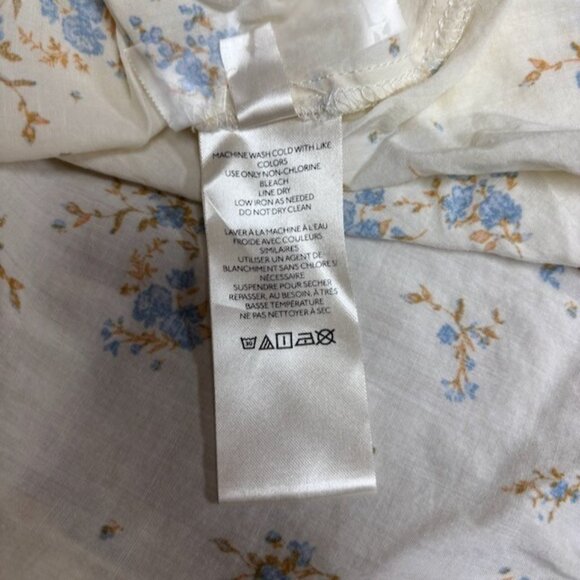 MACHINE WASH COLD WITH LIKE
COLORS
USE ONLY NON-CHLORINE
BLEACH
LINE DRY
LOW IRON AS NEEDED
DO NOT DRY CLEAN
LAVER À LA MACHINE À L'EAU
FROIDE AVEC COULEURS
SIMILAIRES
UTILISER UN AGENT DE
BLANCHIMENT SANS CHLORE SI
NÉCESSAIRE
SUSPENDRE POUR SÉCHER
REPASSER, AU BESOIN, À TRÈS
BASSE TEMPÉRATURE
NE PAS NETTOYER À SEC
30